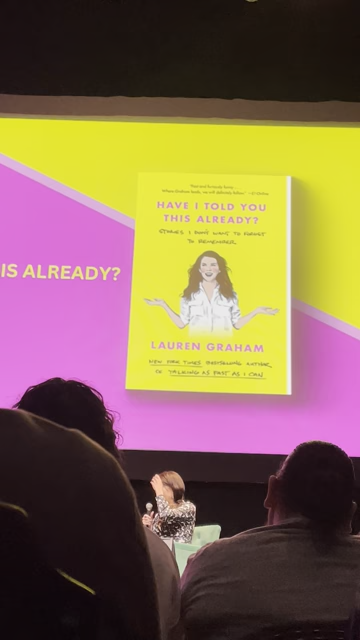 IS ALREADY?
HAVE I TOLD YOU
THIS ALREADY?
STORIES I DON'T WANT TO FORGET
TO REMEMBER
LAUREN GRAHAM
NEW YORK TIMES BESTSELLING AUTHOR
OF TALKING AS FAST AS I CAN